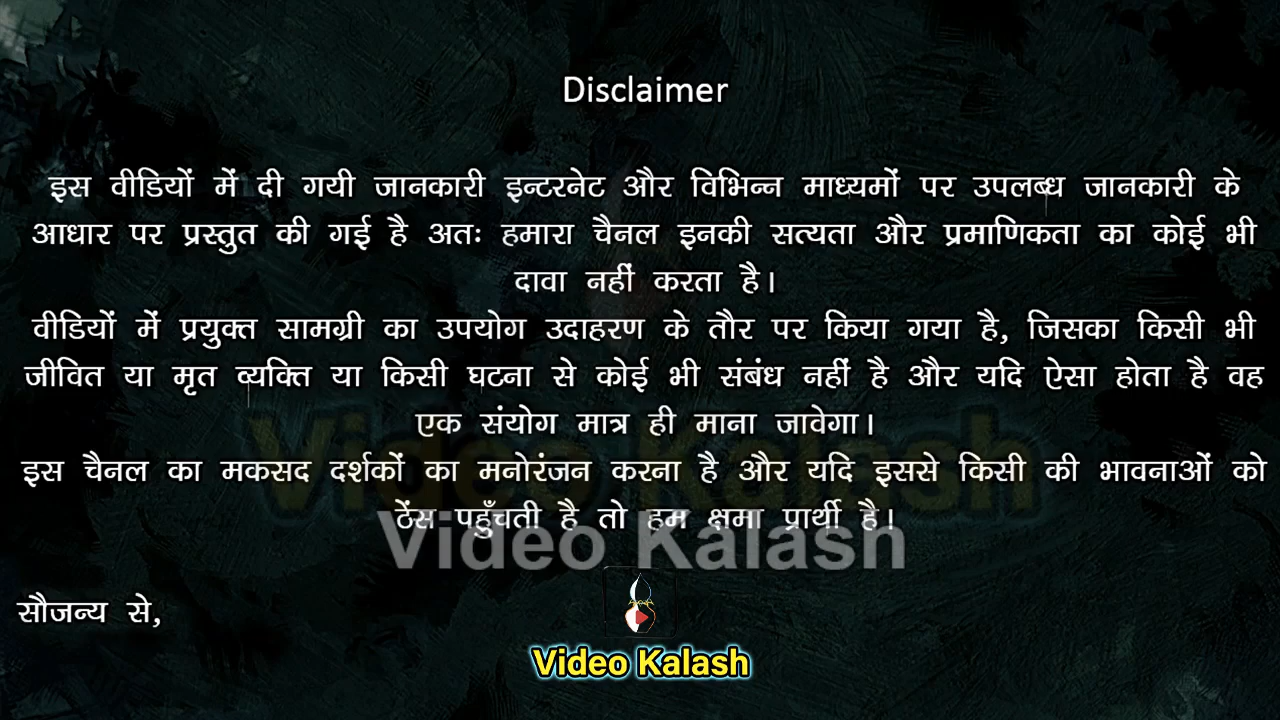 Disclaimer
इस वीडियों में दी गयी जानकारी इन्टरनेट और विभिन्न माध्यमों पर उपलब्ध जानकारी के
आधार पर प्रस्तुत की गई है अतः हमारा चैनल इनकी सत्यता और प्रमाणिकता का कोई भी
दावा नहीं करता है।
वीडियों में प्रयुक्त सामग्री का उपयोग उदाहरण के तौर पर किया गया है, जिसका किसी भी
जीवित या मृत व्यक्ति या किसी घटना से कोई भी संबंध नहीं है और यदि ऐसा होता है वह
एक संयोग मात्र ही माना जावेगा।
Video Kalash
इस चैनल का मकसद दर्शकों का मनोरंजन करना है और यदि इससे किसी की भावनाओं को
ठेंस पहुँचती है तो हम क्षमा प्रार्थी है।
Video Kalash
सौजन्य से,
Video Kalash